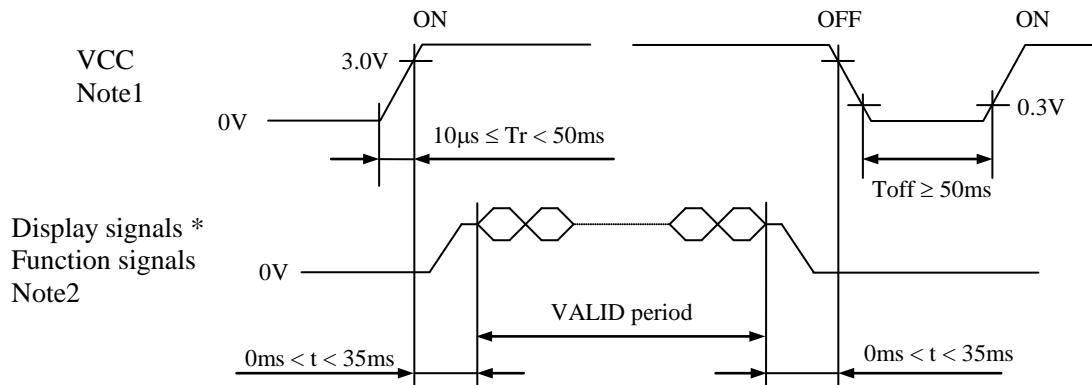 ON
OFF
ON
VCC
Note1
3.0V
0V
0.3V
10μs ≤ Tr < 50ms
Toff ≥ 50ms
Display signals *
Function signals
Note2
0V
VALID period
0ms < t < 35ms
0ms < t < 35ms